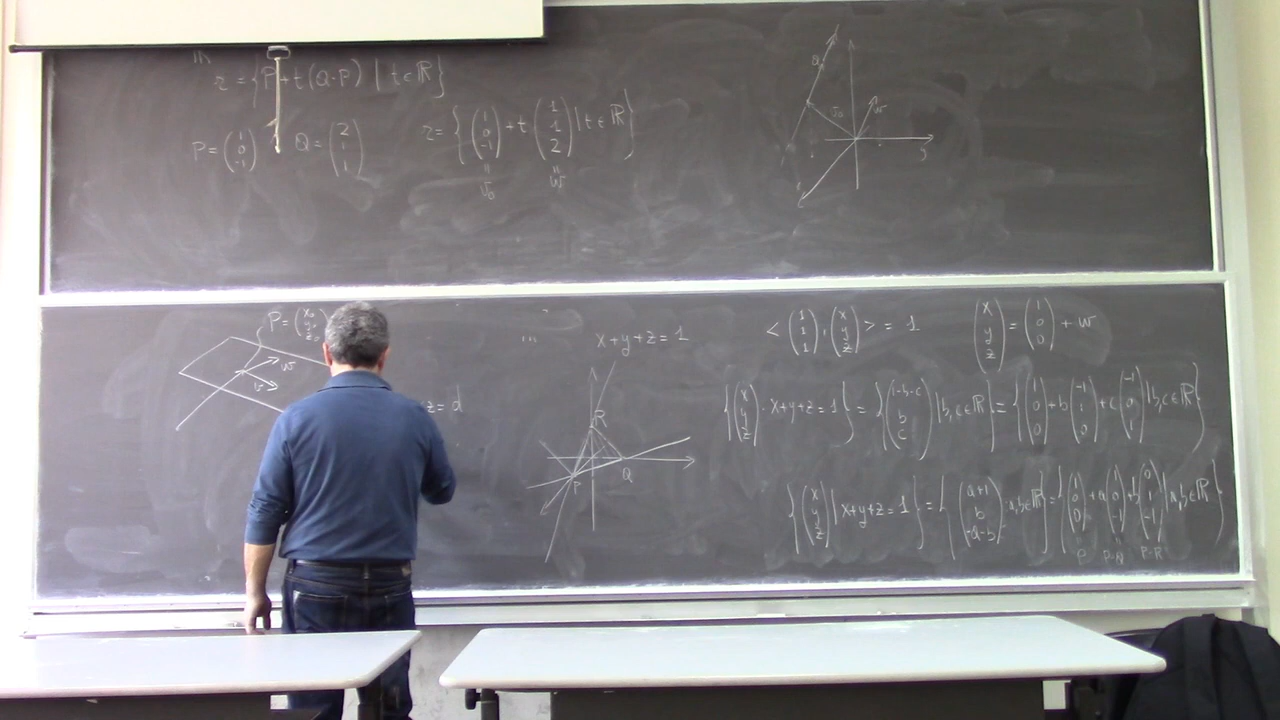 r = {P + t(Q-P) | t ∈ ℝ}
P = (1 0 -1) Q = (2 1 1) r = {(1 0 -1) + t (1 1 2) | t ∈ ℝ}
" "
v₀ w
Q v₀ w
P = (x₀ y₀ z₀)
w
v
z = d
... x+y+z=1 < (1 1 1), (x y z) > = 1 (x y z) = (1 0 0) + w
R
P Q
{(x y z) · x+y+z=1} = {(1-b-c b c) | b,c ∈ ℝ} = {(1 0 0) + b (-1 1 0) + c (-1 0 1) | b,c ∈ ℝ}
{(x y z) | x+y+z=1} = {(a+1 b -a-b) · a,b ∈ ℝ} = {(1 0 0) + a (1 0 -1) + b (0 1 -1) | a,b ∈ ℝ}
P P-R